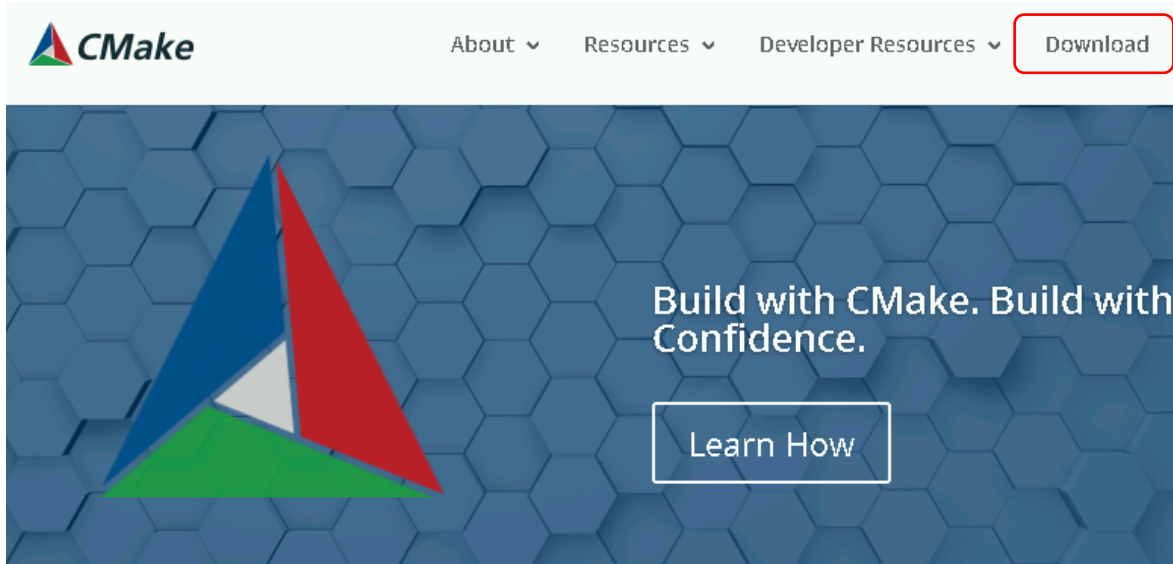 CMake
About Resources Developer Resources Download
Build with CMake. Build with
Confidence.
Learn How